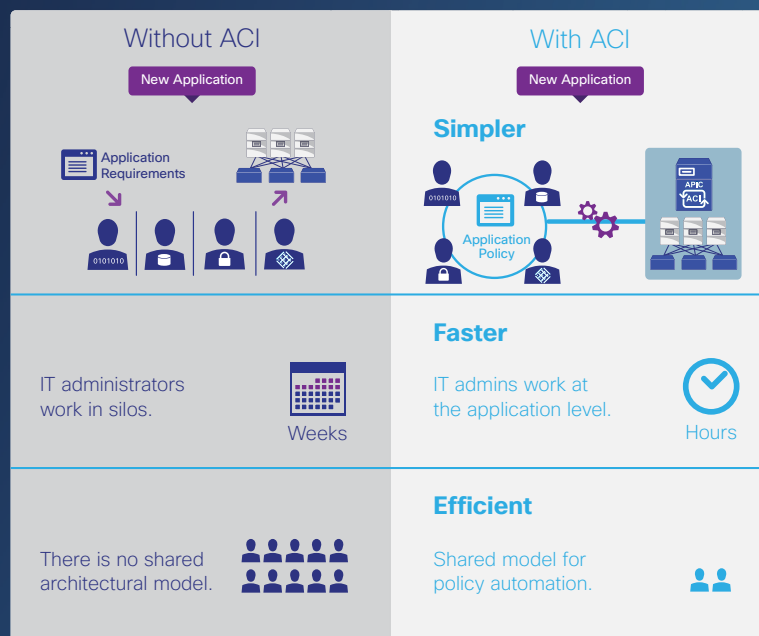 Without ACI
New Application
Application
Requirements
0101010
With ACI
New Application
Simpler
0101010
Application
Policy
APIC
ACI
IT administrators
work in silos.
Weeks
Faster
IT admins work at
the application level.
Hours
There is no shared
architectural model.
Efficient
Shared model for
policy automation.